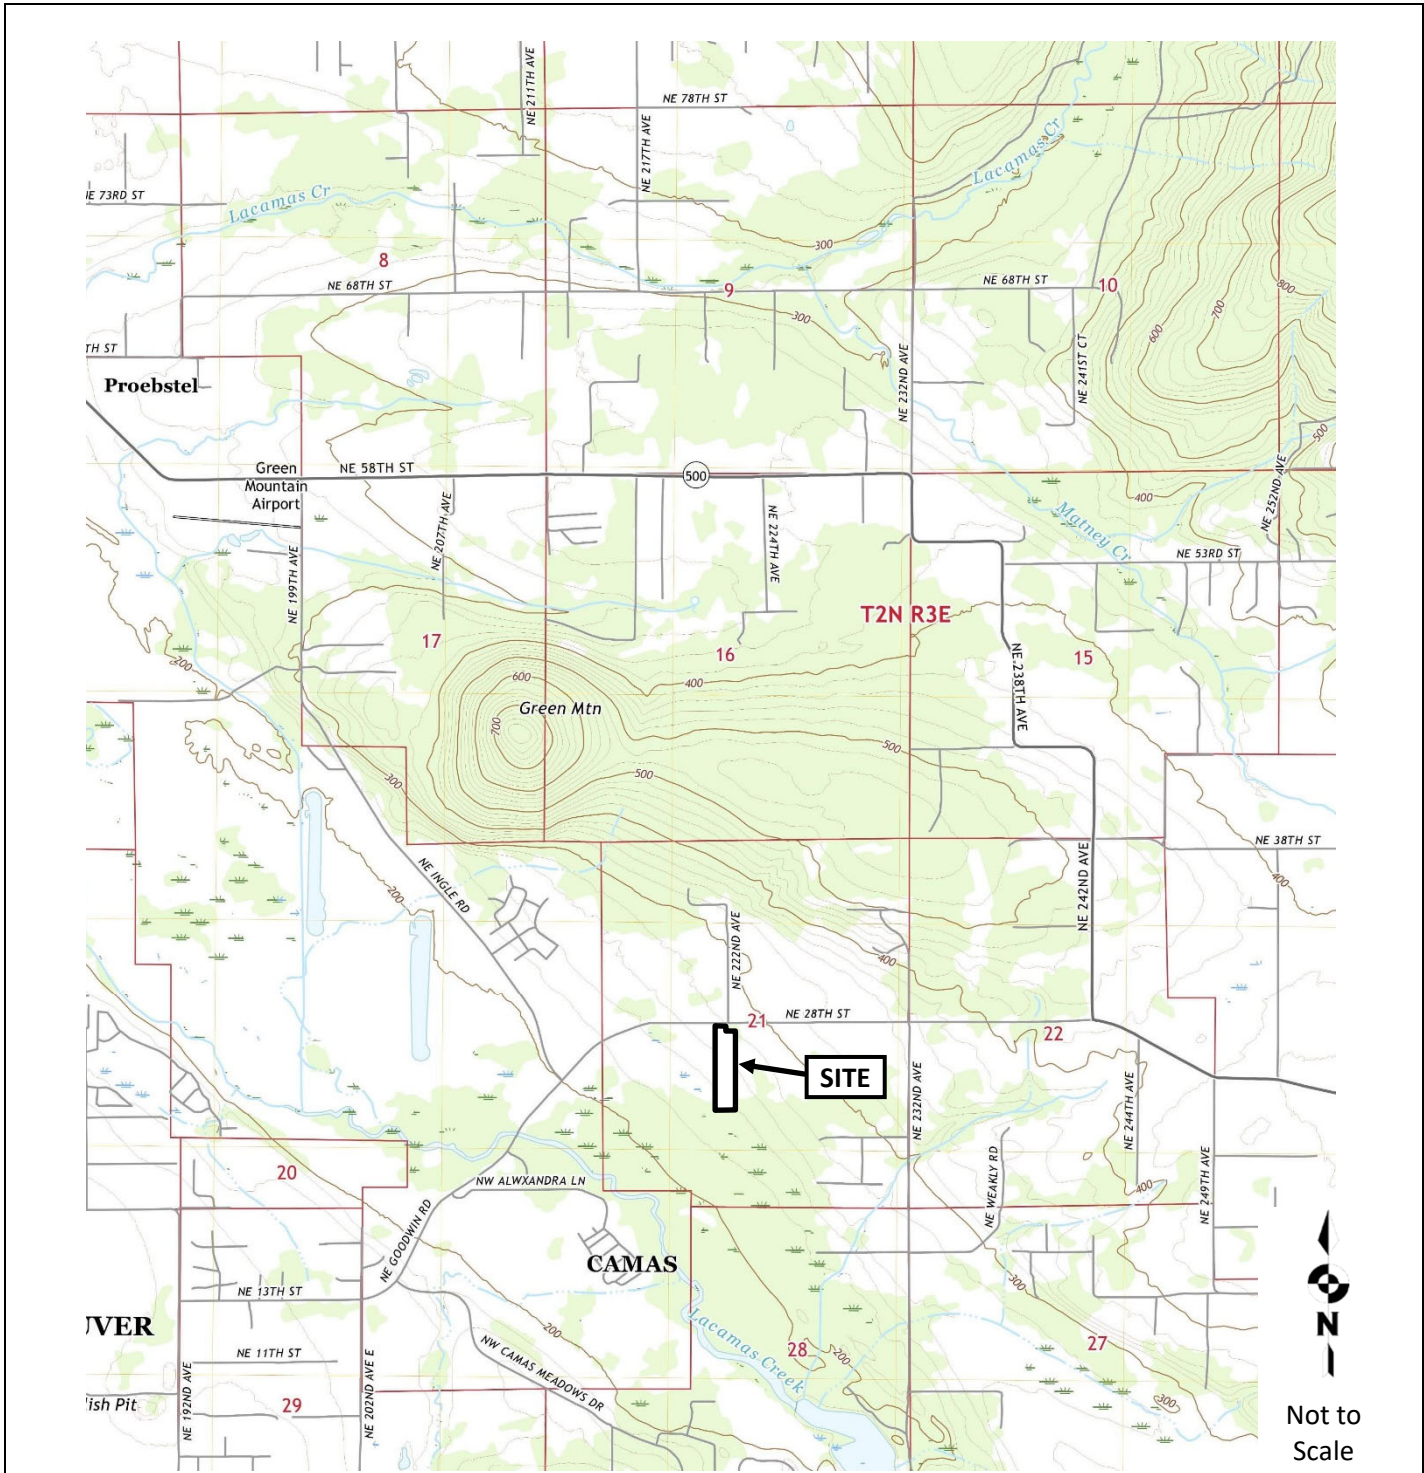 NE 78TH ST
NE 211TH AVE
NE 217TH AVE
Lacamas Cr
NE 73RD ST
Lacamas Cr
300
8
NE 68TH ST
9
NE 68TH ST
10
300
800
700
600
TH ST
NE 232ND AVE
NE 241ST CT
Proebstel
500
Green
Mountain
Airport
NE 58TH ST
500
NE 252ND AVE
400
NE 207TH AVE
NE 224TH AVE
Matney Cr
NE 53RD ST
NE 199TH AVE
T2N R3E
17
16
15
200
600
400
NE 238TH AVE
Green Mtn
700
500
500
300
NE 38TH ST
NE INGLE RD
200
400
NE 242ND AVE
NE 222ND AVE
400
21
NE 28TH ST
22
SITE
NE 232ND AVE
NE 244TH AVE
20
NW ALWXANDRA LN
NE WEAKLY RD
400
NE 249TH AVE
NE GOODWIN RD
CAMAS
300
NE 13TH ST
N
UVER
200
Lacamas Creek
28
200
27
NE 11TH ST
NW CAMAS MEADOWS DR
NE 192ND AVE
NE 202ND AVE E
lish Pit
29
300
Not to
Scale